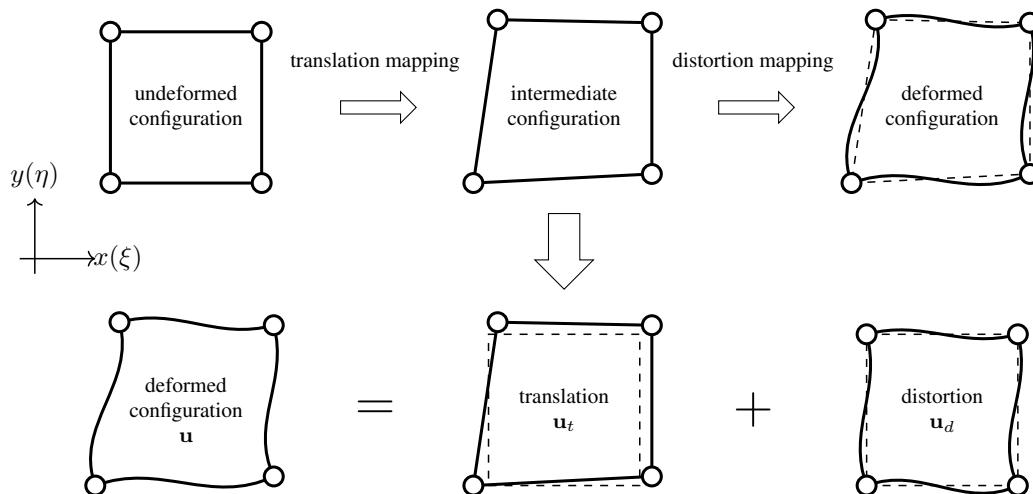 translation mapping
distortion mapping
undeformed
configuration
intermediate
configuration
deformed
configuration
y(η)
x(ξ)
deformed
configuration
u
=
translation
u_t
+
distortion
u_d